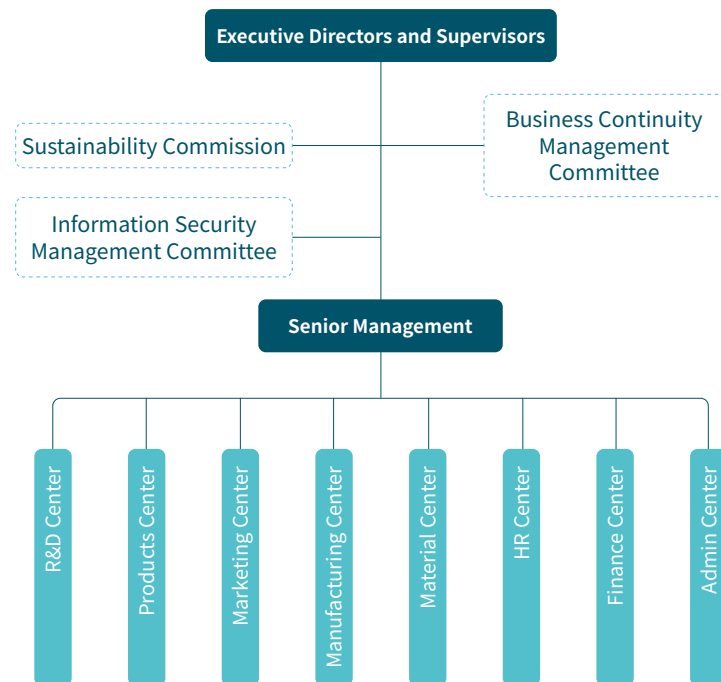 Executive Directors and Supervisors
Sustainability Commission
Business Continuity
Management
Committee
Information Security
Management Committee
Senior Management
R&D Center
Products Center
Marketing Center
Manufacturing Center
Material Center
HR Center
Finance Center
Admin Center